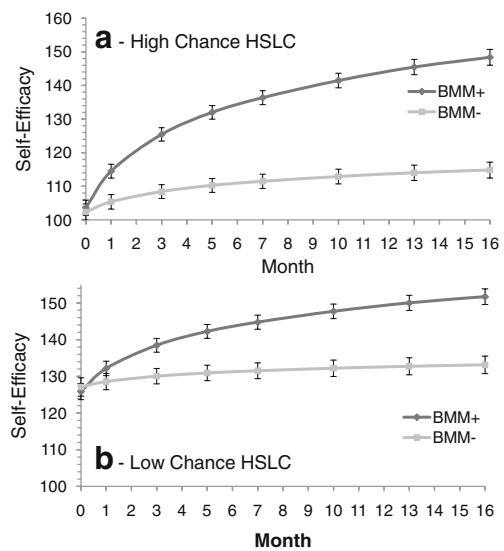 a - High Chance HSLC
Self-Efficacy
160
150
140
130
120
110
100
BMM+
BMM-
0 1 2 3 4 5 6 7 8 9 10 11 12 13 14 15 16
Month
Self-Efficacy
150
140
130
120
110
100
BMM+
BMM-
b - Low Chance HSLC
0 1 2 3 4 5 6 7 8 9 10 11 12 13 14 15 16
Month